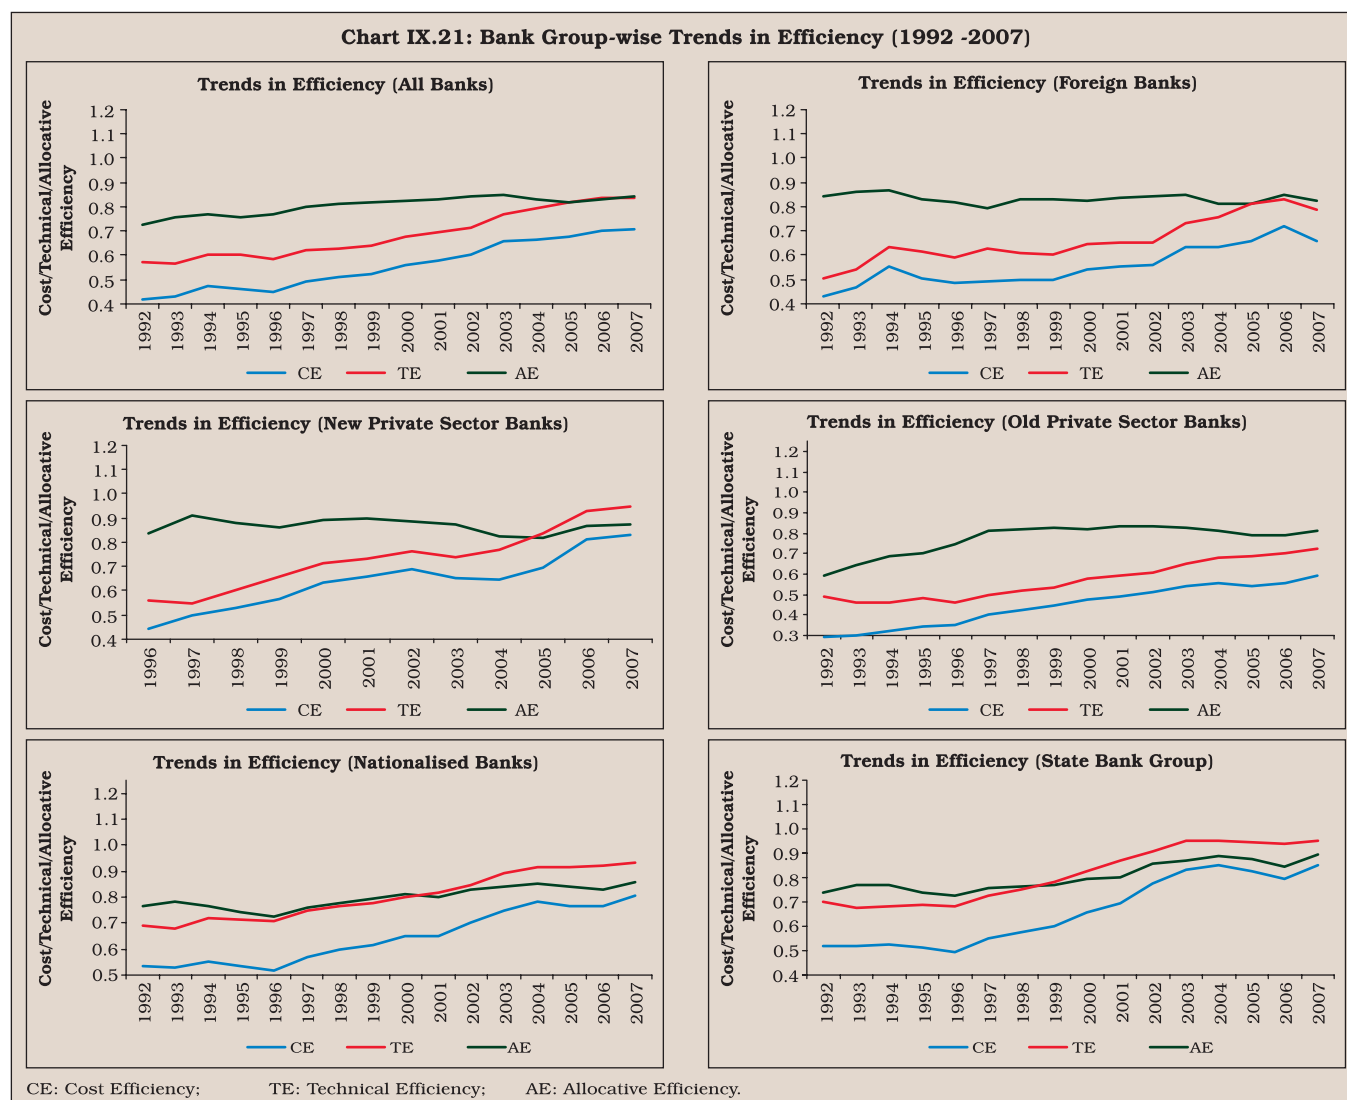 Chart IX.21: Bank Group-wise Trends in Efficiency (1992 -2007)
Trends in Efficiency (All Banks)
Cost/Technical/Allocative
Efficiency
1.2
1.1
1.0
0.9
0.8
0.7
0.6
0.5
0.4
1992 1993 1994 1995 1996 1997 1998 1999 2000 2001 2002 2003 2004 2005 2006 2007
CE TE AE
Trends in Efficiency (Foreign Banks)
Cost/Technical/Allocative
Efficiency
1.2
1.1
1.0
0.9
0.8
0.7
0.6
0.5
0.4
1992 1993 1994 1995 1996 1997 1998 1999 2000 2001 2002 2003 2004 2005 2006 2007
CE TE AE
Trends in Efficiency (New Private Sector Banks)
Cost/Technical/Allocative
Efficiency
1.2
1.1
1.0
0.9
0.8
0.7
0.6
0.5
0.4
1996 1997 1998 1999 2000 2001 2002 2003 2004 2005 2006 2007
CE TE AE
Trends in Efficiency (Old Private Sector Banks)
Cost/Technical/Allocative
Efficiency
1.2
1.1
1.0
0.9
0.8
0.7
0.6
0.5
0.4
0.3
1992 1993 1994 1995 1996 1997 1998 1999 2000 2001 2002 2003 2004 2005 2006 2007
CE TE AE
Trends in Efficiency (Nationalised Banks)
Cost/Technical/Allocative
Efficiency
1.2
1.1
1.0
0.9
0.8
0.7
0.6
0.5
1992 1993 1994 1995 1996 1997 1998 1999 2000 2001 2002 2003 2004 2005 2006 2007
CE TE AE
Trends in Efficiency (State Bank Group)
Cost/Technical/Allocative
Efficiency
1.2
1.1
1.0
0.9
0.8
0.7
0.6
0.5
0.4
1992 1993 1994 1995 1996 1997 1998 1999 2000 2001 2002 2003 2004 2005 2006 2007
CE TE AE
CE: Cost Efficiency; TE: Technical Efficiency; AE: Allocative Efficiency.